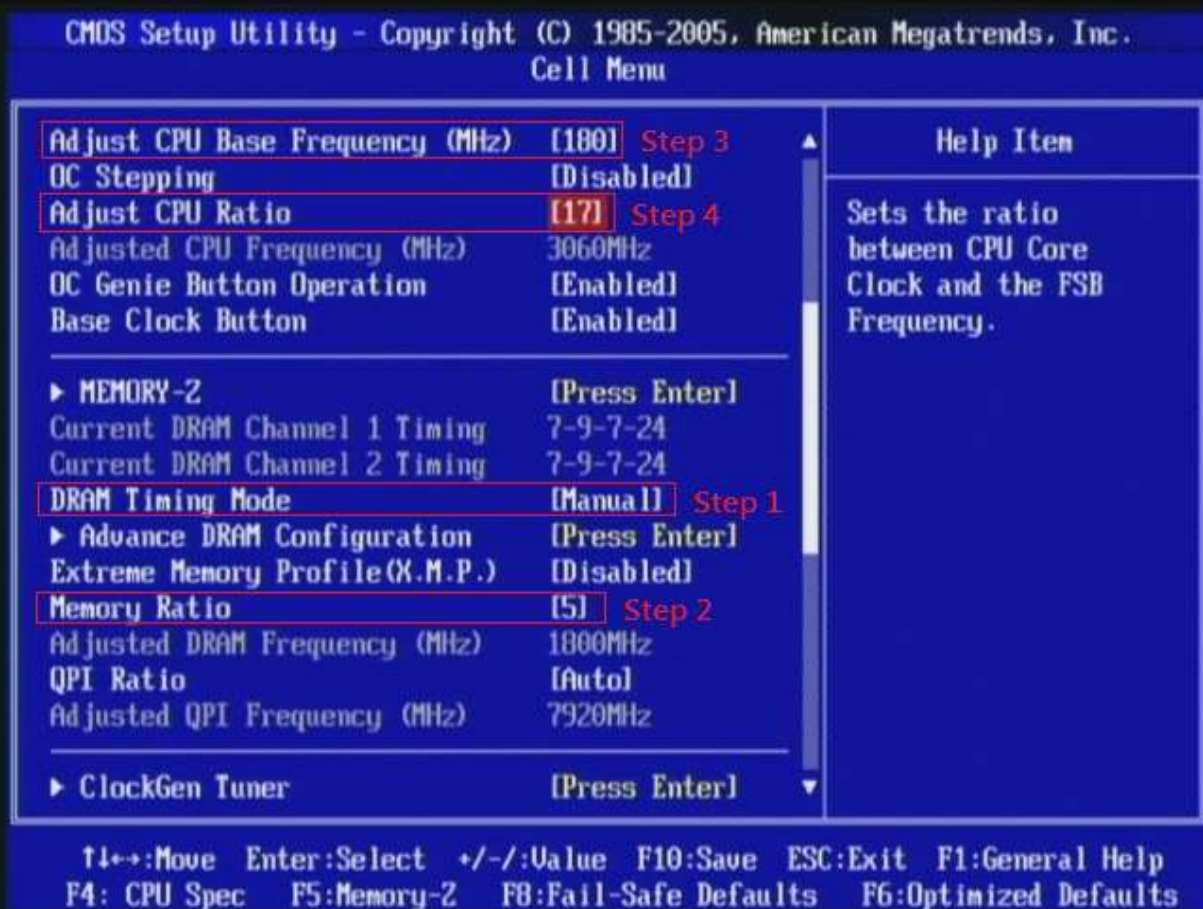 CMOS Setup Utility - Copyright (C) 1985-2005, American Megatrends, Inc.
Cell Menu
Adjust CPU Base Frequency (MHz) [180] Step 3
OC Stepping [Disabled]
Adjust CPU Ratio [17] Step 4
Adjusted CPU Frequency (MHz) 3060MHz
OC Genie Button Operation [Enabled]
Base Clock Button [Enabled]
▶ MEMORY-Z [Press Enter]
Current DRAM Channel 1 Timing 7-9-7-24
Current DRAM Channel 2 Timing 7-9-7-24
DRAM Timing Mode [Manual] Step 1
▶ Advance DRAM Configuration [Press Enter]
Extreme Memory Profile(X.M.P.) [Disabled]
Memory Ratio [5] Step 2
Adjusted DRAM Frequency (MHz) 1800MHz
QPI Ratio [Auto]
Adjusted QPI Frequency (MHz) 7920MHz
▶ ClockGen Tuner [Press Enter]
Help Item
Sets the ratio
between CPU Core
Clock and the FSB
Frequency.
↑↓←→:Move Enter:Select +/-/:Value F10:Save ESC:Exit F1:General Help
F4: CPU Spec F5:Memory-Z F8:Fail-Safe Defaults F6:Optimized Defaults